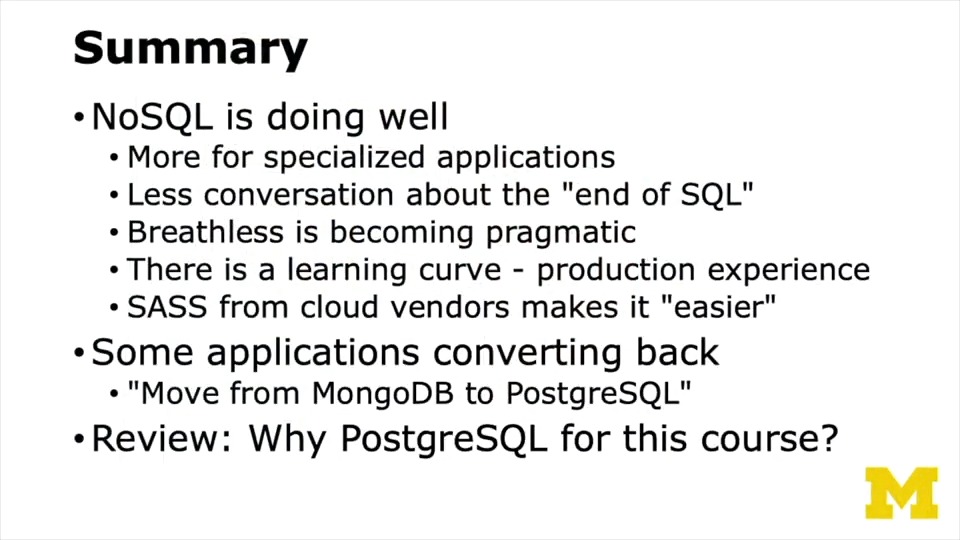 Summary
• NoSQL is doing well
• More for specialized applications
• Less conversation about the "end of SQL"
• Breathless is becoming pragmatic
• There is a learning curve - production experience
• SASS from cloud vendors makes it "easier"
• Some applications converting back
• "Move from MongoDB to PostgreSQL"
• Review: Why PostgreSQL for this course?
M